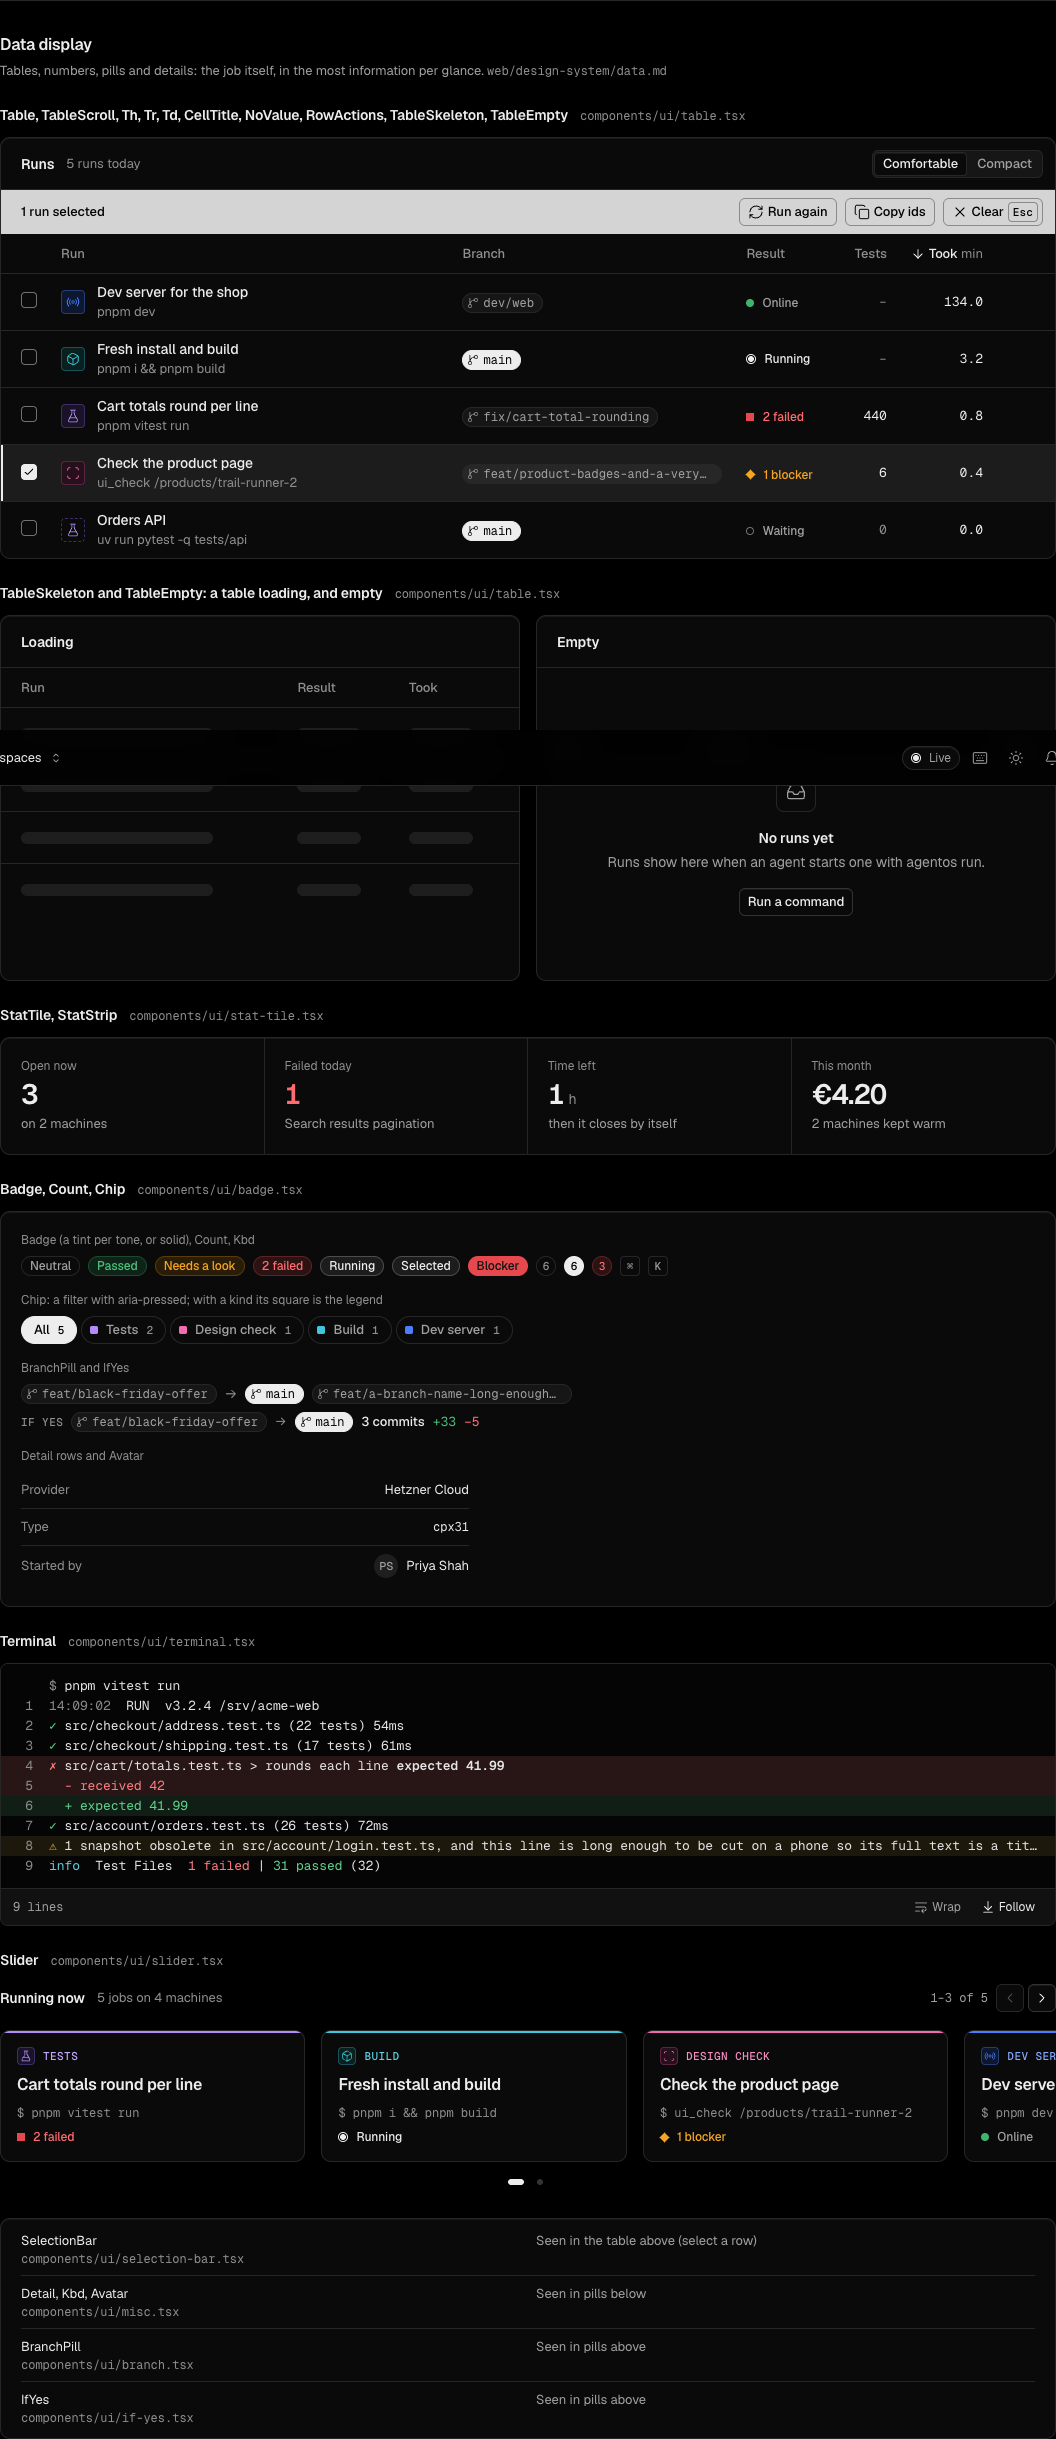 Data display
Tables, numbers, pills and details: the job itself, in the most information per glance. web/design-system/data.md
Table, TableScroll, Th, Tr, Td, CellTitle, NoValue, RowActions, TableSkeleton, TableEmpty components/ui/table.tsx
Runs 5 runs today Comfortable Compact
1 run selected Run again Copy ids Clear Esc
Run Branch Result Tests ↓ Took min
Dev server for the shop
pnpm dev
dev/web Online – 134.0
Fresh install and build
pnpm i && pnpm build
main Running – 3.2
Cart totals round per line
pnpm vitest run
fix/cart-total-rounding 2 failed 440 0.8
Check the product page
ui_check /products/trail-runner-2
feat/product-badges-and-a-very… 1 blocker 6 0.4
Orders API
uv run pytest -q tests/api
main Waiting 0 0.0
TableSkeleton and TableEmpty: a table loading, and empty components/ui/table.tsx
Loading
Run Result Took
Empty
spaces Live
No runs yet
Runs show here when an agent starts one with agentos run.
Run a command
StatTile, StatStrip components/ui/stat-tile.tsx
Open now
3
on 2 machines
Failed today
1
Search results pagination
Time left
1 h
then it closes by itself
This month
€4.20
2 machines kept warm
Badge, Count, Chip components/ui/badge.tsx
Badge (a tint per tone, or solid), Count, Kbd
Neutral Passed Needs a look 2 failed Running Selected Blocker 6 6 3 ⌘ K
Chip: a filter with aria-pressed; with a kind its square is the legend
All 5 Tests 2 Design check 1 Build 1 Dev server 1
BranchPill and IfYes
feat/black-friday-offer → main feat/a-branch-name-long-enough…
IF YES feat/black-friday-offer → main 3 commits +33 −5
Detail rows and Avatar
Provider Hetzner Cloud
Type cpx31
Started by PS Priya Shah
Terminal components/ui/terminal.tsx
$ pnpm vitest run
1 14:09:02 RUN v3.2.4 /srv/acme-web
2 ✓ src/checkout/address.test.ts (22 tests) 54ms
3 ✓ src/checkout/shipping.test.ts (17 tests) 61ms
4 ✗ src/cart/totals.test.ts > rounds each line expected 41.99
5 - received 42
6 + expected 41.99
7 ✓ src/account/orders.test.ts (26 tests) 72ms
8 ⚠ 1 snapshot obsolete in src/account/login.test.ts, and this line is long enough to be cut on a phone so its full text is a tit…
9 info Test Files 1 failed | 31 passed (32)
9 lines Wrap Follow
Slider components/ui/slider.tsx
Running now 5 jobs on 4 machines 1–3 of 5
TESTS
Cart totals round per line
$ pnpm vitest run
2 failed
BUILD
Fresh install and build
$ pnpm i && pnpm build
Running
DESIGN CHECK
Check the product page
$ ui_check /products/trail-runner-2
1 blocker
DEV SER
Dev serve
$ pnpm dev
Online
SelectionBar Seen in the table above (select a row)
components/ui/selection-bar.tsx
Detail, Kbd, Avatar Seen in pills below
components/ui/misc.tsx
BranchPill Seen in pills above
components/ui/branch.tsx
IfYes Seen in pills above
components/ui/if-yes.tsx